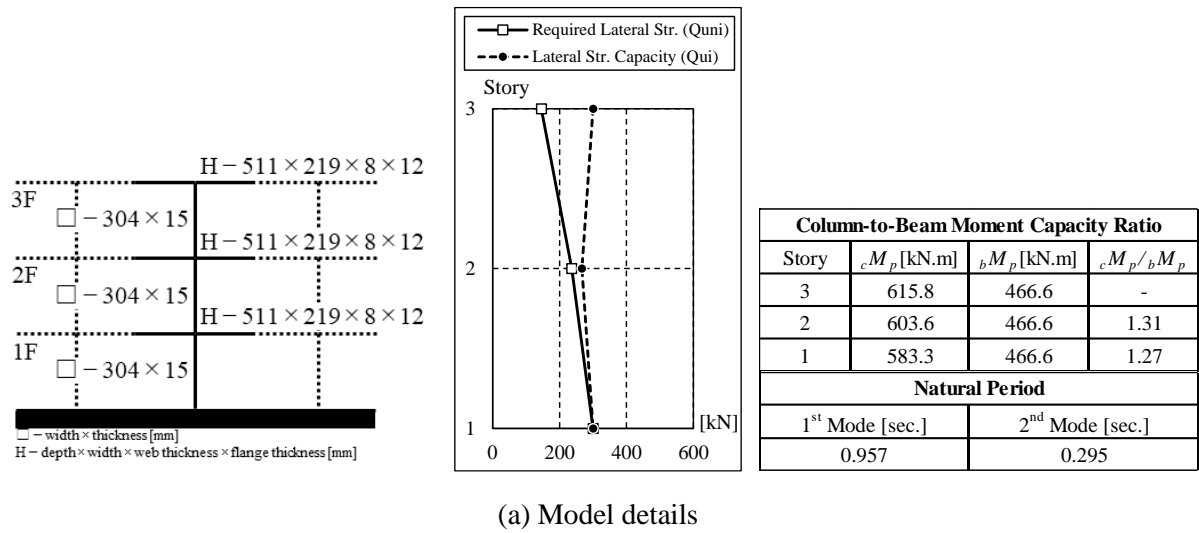 H－511×219×8×12
3F
□－304×15
H－511×219×8×12
2F
□－304×15
H－511×219×8×12
1F
□－304×15
□－width×thickness[mm]
H－depth×width×web thickness×flange thickness[mm]
Required Lateral Str. (Quni)
Lateral Str. Capacity (Qui)
Story
3
2
1
[kN]
0 200 400 600
Column-to-Beam Moment Capacity Ratio
Story cMp[kN.m] bMp[kN.m] cMp/bMp
3 615.8 466.6 -
2 603.6 466.6 1.31
1 583.3 466.6 1.27
Natural Period
1st Mode [sec.] 2nd Mode [sec.]
0.957 0.295
(a) Model details